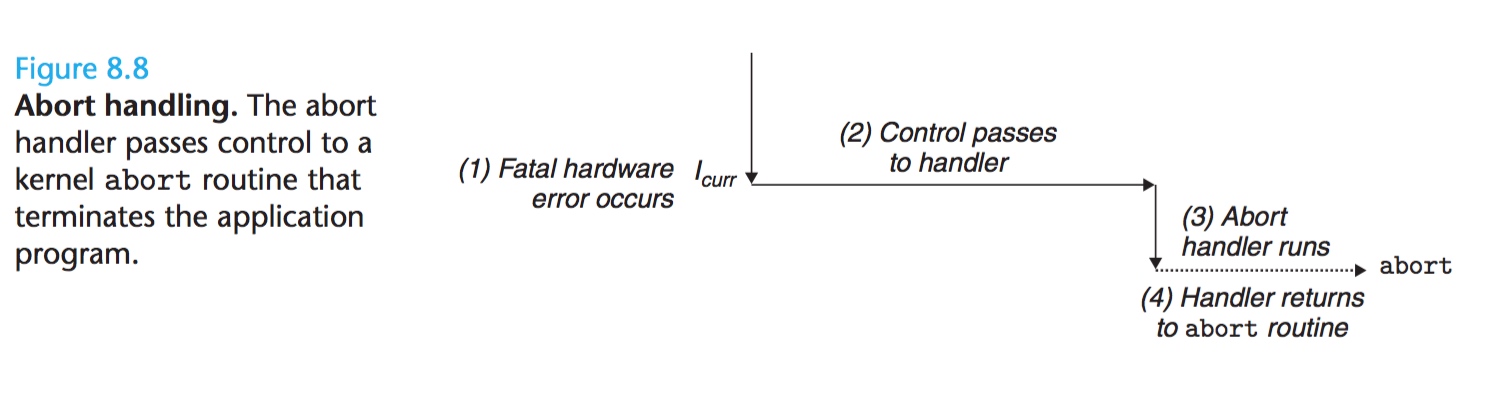 Figure 8.8
Abort handling. The abort
handler passes control to a
kernel abort routine that
terminates the application
program.
(1) Fatal hardware
error occurs
Icurr
(2) Control passes
to handler
(3) Abort
handler runs
abort
(4) Handler returns
to abort routine